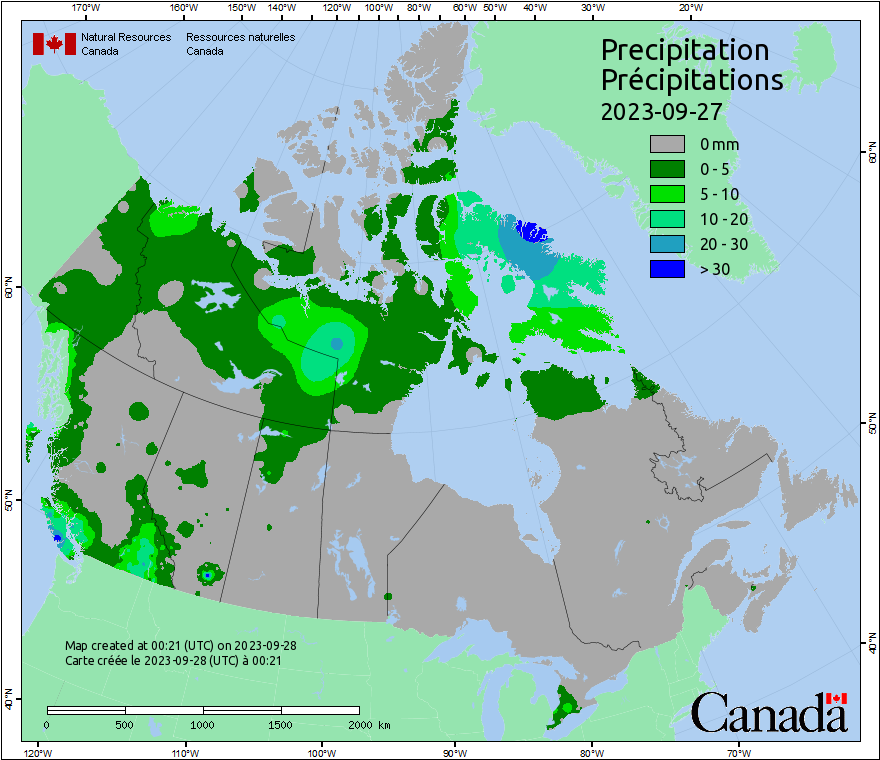 170°W 160°W 150°W 140°W 120°W 100°W 80°W 60°W 50°W 40°W 30°W 20°W
Natural Resources Ressources naturelles
Canada Canada
Precipitation
Précipitations
2023-09-27
0 mm
0 - 5
5 - 10
10 - 20
20 - 30
> 30
60°N
60°N
50°N
50°N
40°N
40°N
Map created at 00:21 (UTC) on 2023-09-28
Carte créée le 2023-09-28 (UTC) à 00:21
0 500 1000 1500 2000 km
Canada
120°W 110°W 100°W 90°W 80°W 70°W